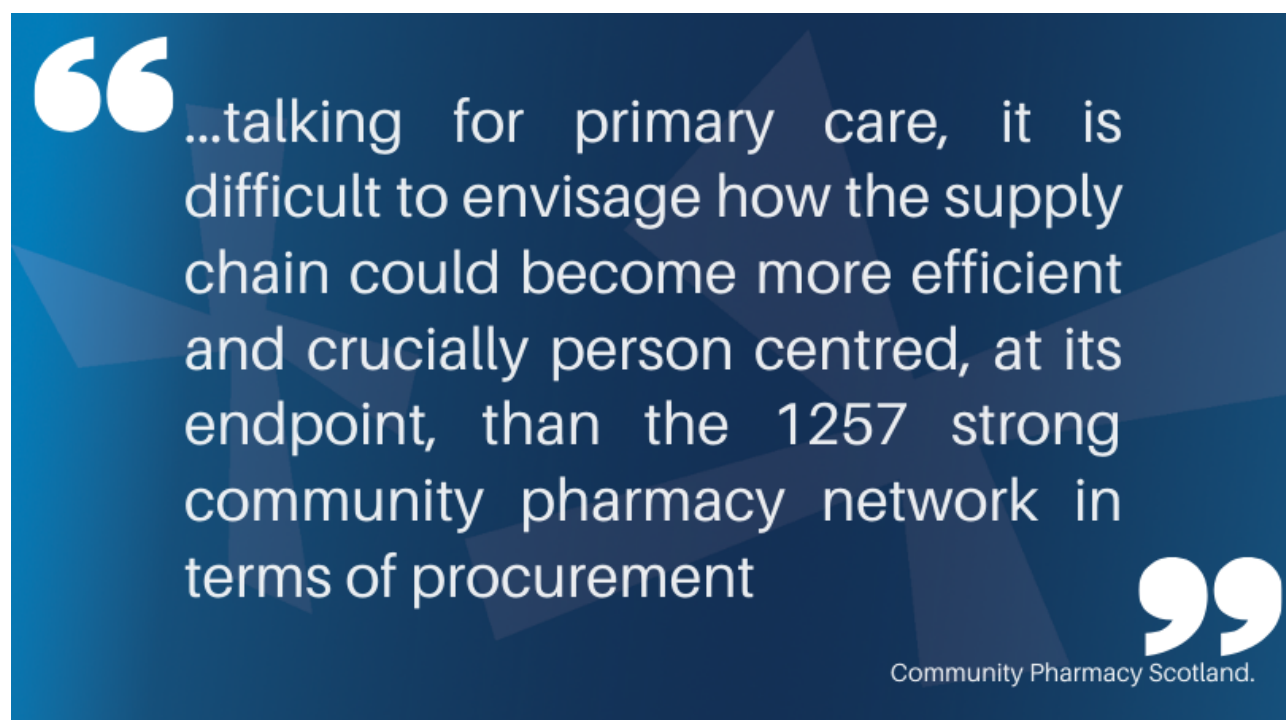 “
...talking for primary care, it is
difficult to envisage how the supply
chain could become more efficient
and crucially person centred, at its
endpoint, than the 1257 strong
community pharmacy network in
terms of procurement
”
Community Pharmacy Scotland.